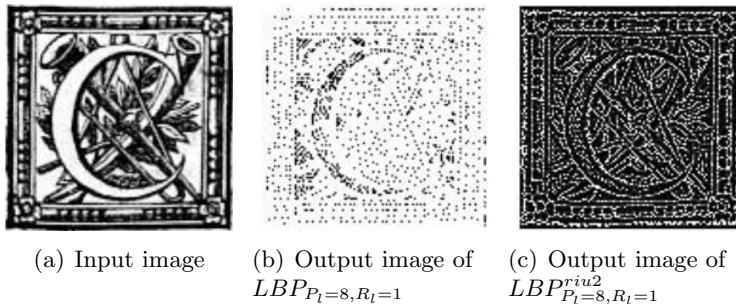 (a) Input image
(b) Output image of
LBP_{P_l=8,R_l=1}
(c) Output image of
LBP^{riu2}_{P_l=8,R_l=1}